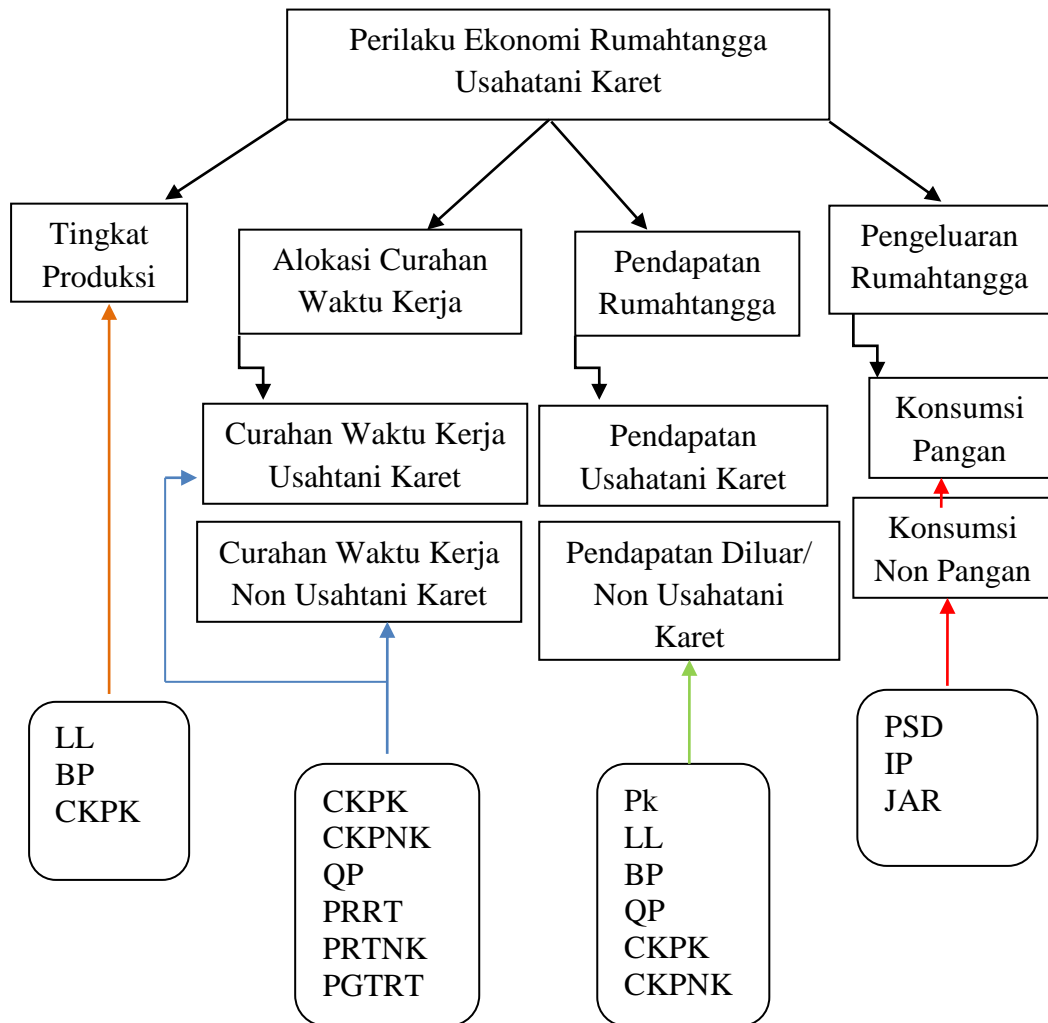 Perilaku Ekonomi Rumahtangga
Usahatani Karet
Tingkat
Produksi
Alokasi Curahan
Waktu Kerja
Pendapatan
Rumahtangga
Pengeluaran
Rumahtangga
Curahan Waktu Kerja
Usahtani Karet
Pendapatan
Usahatani Karet
Konsumsi
Pangan
Curahan Waktu Kerja
Non Usahtani Karet
Pendapatan Diluar/
Non Usahatani
Karet
Konsumsi
Non Pangan
LL
BP
CKPK
CKPK
CKPNK
QP
PRRT
PRTNK
PGTRT
Pk
LL
BP
QP
CKPK
CKPNK
PSD
IP
JAR